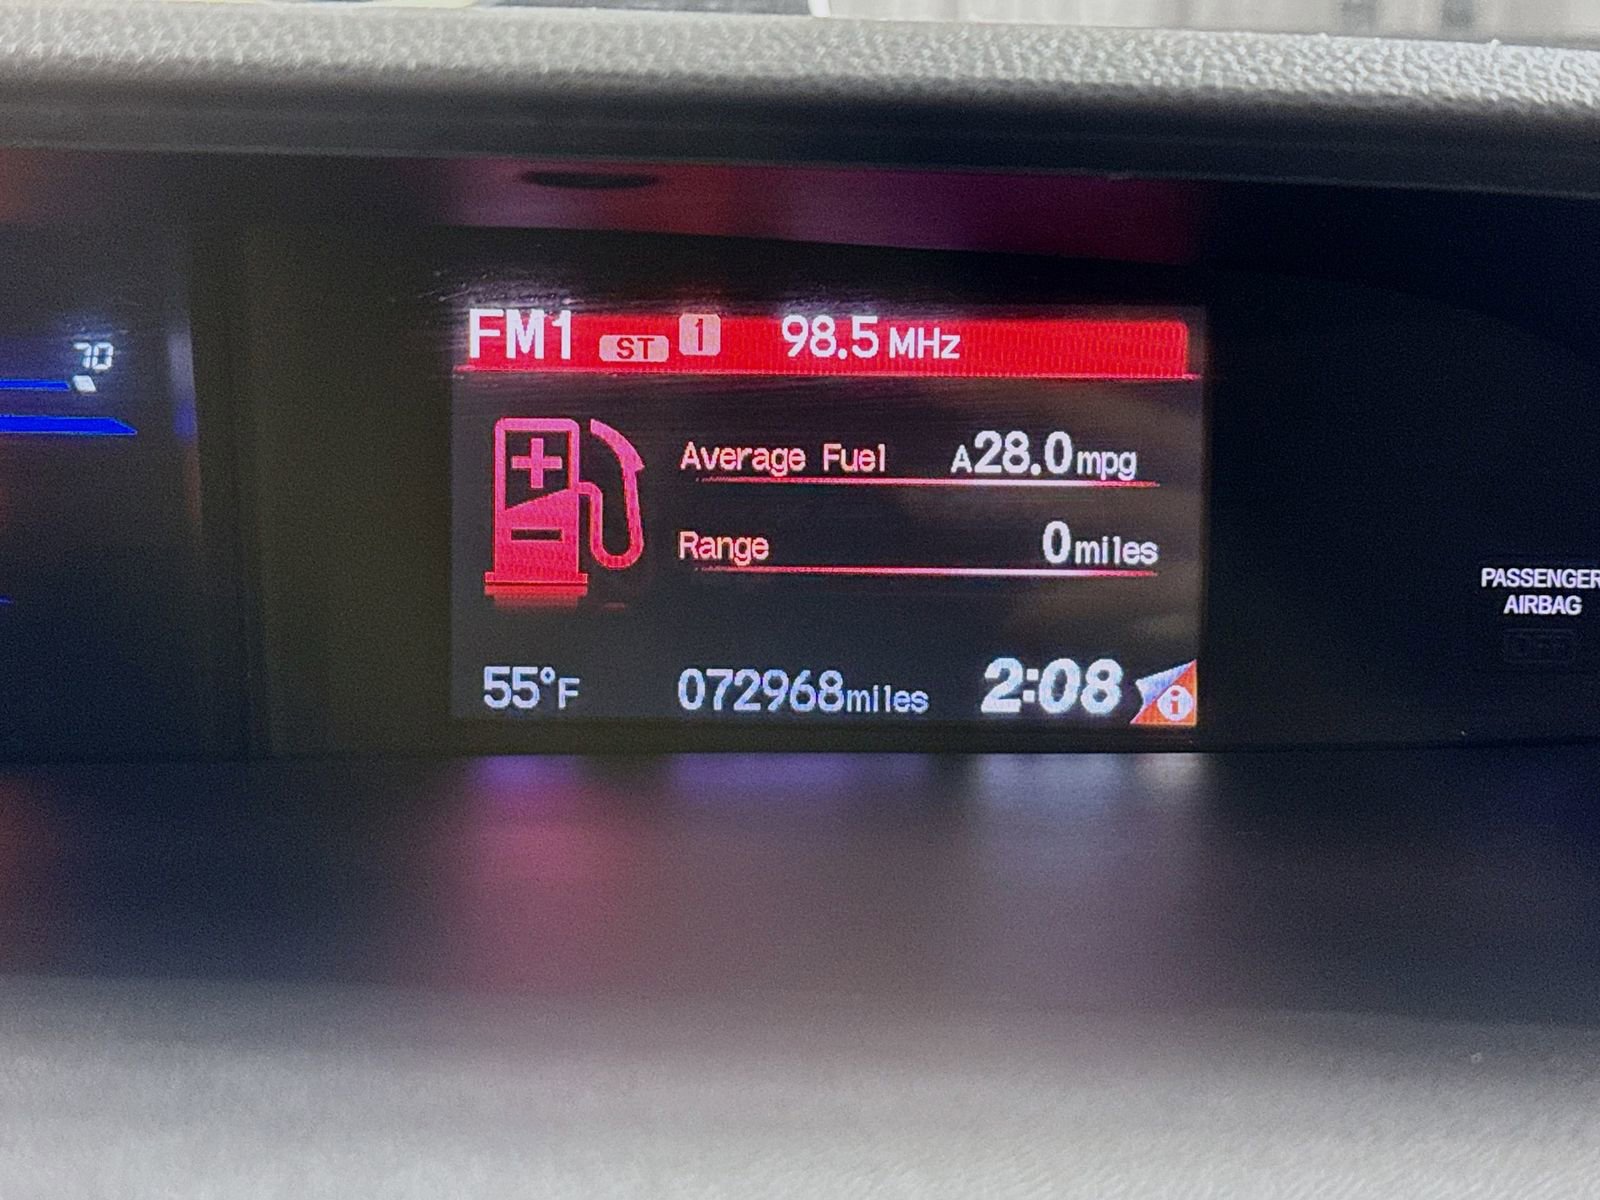 70
FM1 ST 1 98.5 MHz
Average Fuel A28.0mpg
Range 0miles
55°F 072968miles 2:08 i
PASSENGER
AIRBAG
OFF